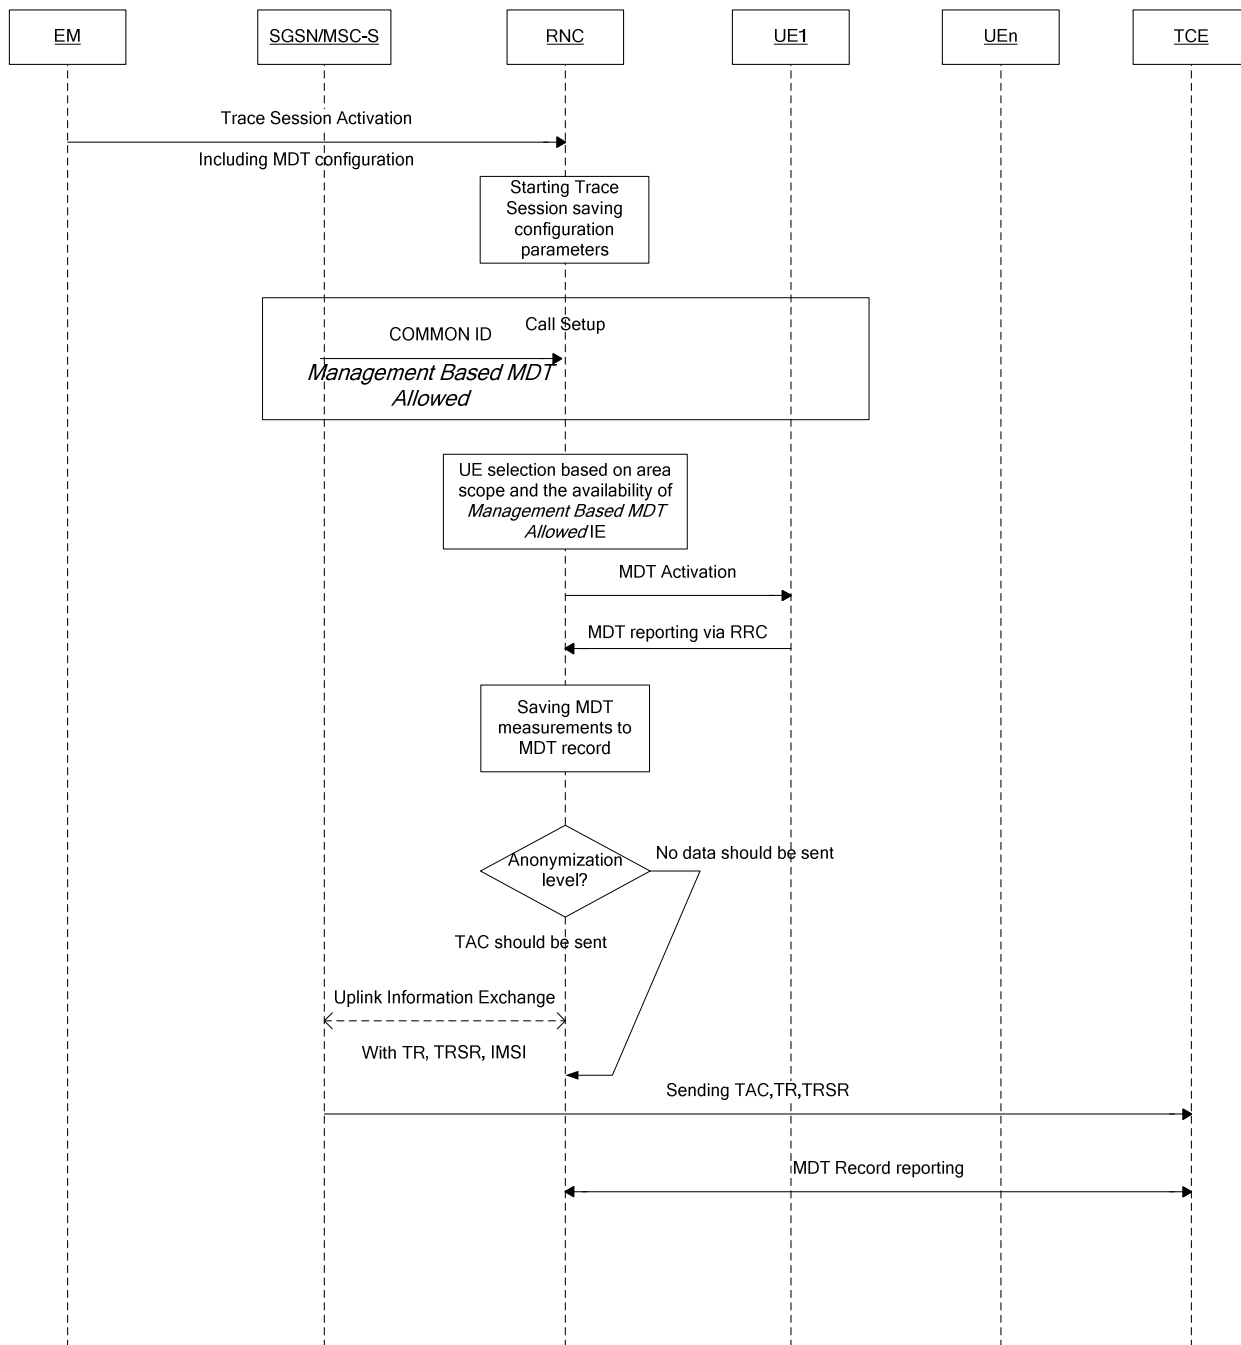 EM
SGSN/MSC-S
RNC
UE1
UEn
TCE
Trace Session Activation
Including MDT configuration
Starting Trace
Session saving
configuration
parameters
Call Setup
COMMON ID
Management Based MDT
Allowed
UE selection based on area
scope and the availability of
Management Based MDT
Allowed IE
MDT Activation
MDT reporting via RRC
Saving MDT
measurements to
MDT record
Anonymization
level?
No data should be sent
TAC should be sent
Uplink Information Exchange
With TR, TRSR, IMSI
Sending TAC,TR,TRSR
MDT Record reporting